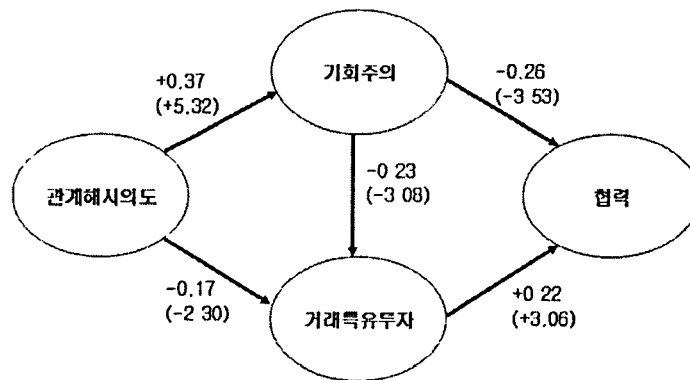 기회주의
+0.37
(+5.32)
-0.26
(-3 53)
관계해시의도
-0 23
(-3 08)
협력
-0.17
(-2 30)
거래특유투자
+0 22
(+3.06)